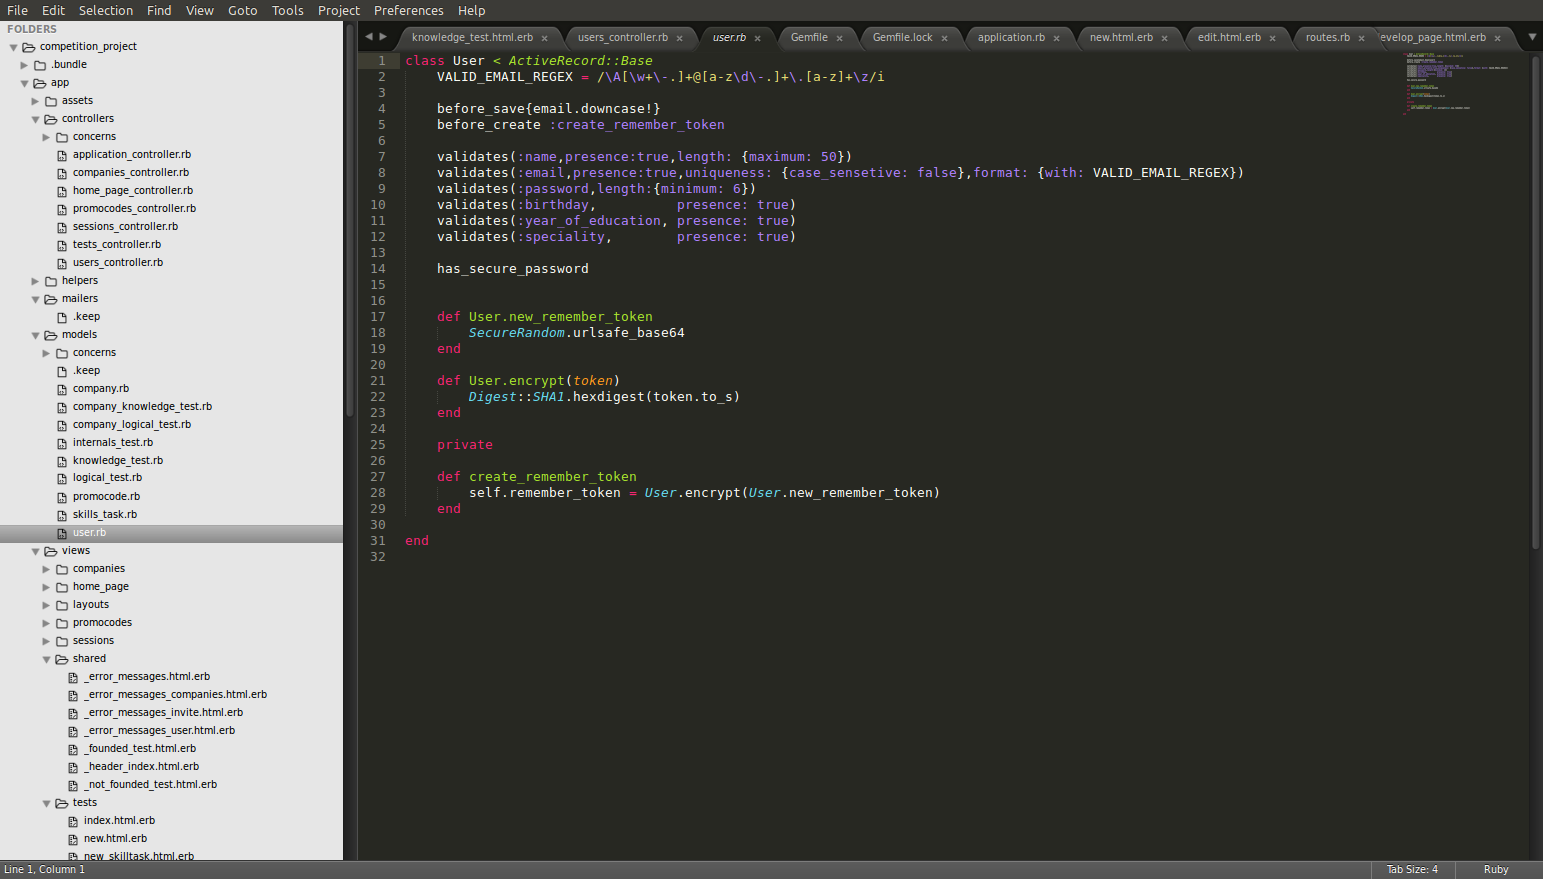 File Edit Selection Find View Goto Tools Project Preferences Help
FOLDERS
competition_project
.bundle
app
assets
controllers
concerns
application_controller.rb
companies_controller.rb
home_page_controller.rb
promocodes_controller.rb
sessions_controller.rb
tests_controller.rb
users_controller.rb
helpers
mailers
.keep
models
concerns
.keep
company.rb
company_knowledge_test.rb
company_logical_test.rb
internals_test.rb
knowledge_test.rb
logical_test.rb
promocode.rb
skills_task.rb
user.rb
views
companies
home_page
layouts
promocodes
sessions
shared
_error_messages.html.erb
_error_messages_companies.html.erb
_error_messages_invite.html.erb
_error_messages_user.html.erb
_founded_test.html.erb
_header_index.html.erb
_not_founded_test.html.erb
tests
index.html.erb
new.html.erb
new_skilltask.html.erb
knowledge_test.html.erb × users_controller.rb × user.rb × Gemfile × Gemfile.lock × application.rb × new.html.erb × edit.html.erb × routes.rb × evelop_page.html.erb ×
1 class User < ActiveRecord::Base
2 VALID_EMAIL_REGEX = /\A[\w+\-.]+@[a-z\d\-.]+\.[a-z]+\z/i
3
4 before_save{email.downcase!}
5 before_create :create_remember_token
6
7 validates(:name,presence:true,length: {maximum: 50})
8 validates(:email,presence:true,uniqueness: {case_sensetive: false},format: {with: VALID_EMAIL_REGEX})
9 validates(:password,length:{minimum: 6})
10 validates(:birthday, presence: true)
11 validates(:year_of_education, presence: true)
12 validates(:speciality, presence: true)
13
14 has_secure_password
15
16
17 def User.new_remember_token
18 SecureRandom.urlsafe_base64
19 end
20
21 def User.encrypt(token)
22 Digest::SHA1.hexdigest(token.to_s)
23 end
24
25 private
26
27 def create_remember_token
28 self.remember_token = User.encrypt(User.new_remember_token)
29 end
30
31 end
32
Line 1, Column 1 Tab Size: 4 Ruby